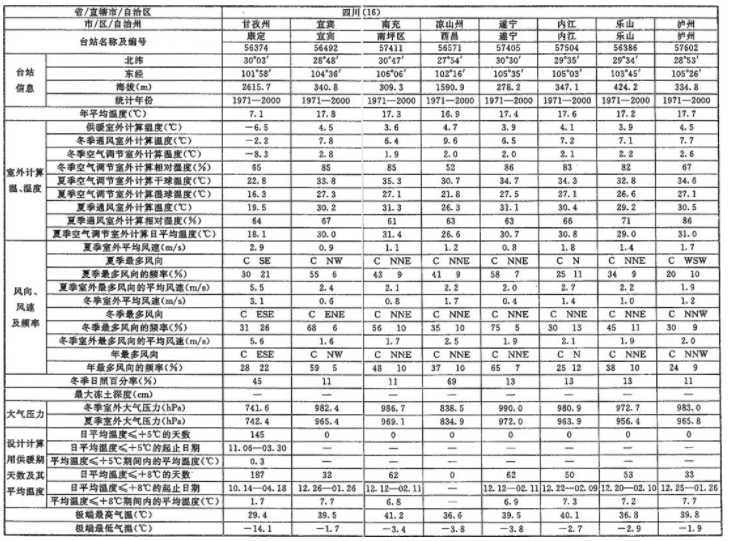 省/直辖市/自治区 四川(16)
市/区/自治州 甘孜州 宜宾 南充 凉山州 遂宁 内江 乐山 泸州
台站名称及编号 康定 宜宾 南坪区 西昌 遂宁 内江 乐山 泸州
56374 56492 57411 56571 57405 57504 56386 57602
台站信息 北纬 30°03′ 28°48′ 30°47′ 27°54′ 30°30′ 29°35′ 29°34′ 28°53′
东经 101°58′ 104°36′ 106°06′ 102°16′ 105°35′ 105°03′ 103°45′ 105°26′
海拔(m) 2615.7 340.8 309.3 1590.9 278.2 347.1 424.2 334.8
统计年份 1971—2000 1971—2000 1971—2000 1971—2000 1971—2000 1971—2000 1971—2000 1971—2000
年平均温度(℃) 7.1 17.8 17.3 16.9 17.4 17.6 17.2 17.7
室外计算温、湿度 供暖室外计算温度(℃) −6.5 4.5 3.6 4.7 3.9 4.1 3.9 4.5
冬季通风室外计算温度(℃) −2.2 7.8 6.4 9.6 6.5 7.2 7.1 7.7
冬季空气调节室外计算温度(℃) −8.3 2.8 1.9 2.0 2.0 2.1 2.2 2.6
冬季空气调节室外计算相对湿度(%) 65 85 85 52 86 83 82 67
夏季空气调节室外计算干球温度(℃) 22.8 33.8 35.3 30.7 34.7 34.3 32.8 34.6
夏季空气调节室外计算湿球温度(℃) 16.3 27.3 27.1 21.8 27.5 27.1 26.6 27.1
夏季通风室外计算温度(℃) 19.5 30.2 31.3 26.3 31.1 30.4 29.2 30.5
夏季通风室外计算相对湿度(%) 64 67 61 63 63 66 71 86
夏季空气调节室外计算日平均温度(℃) 18.1 30.0 31.4 26.6 30.7 30.8 29.0 31.0
风向、风速及频率 夏季室外平均风速(m/s) 2.9 0.9 1.1 1.2 0.8 1.8 1.4 1.7
夏季最多风向 C SE C NW C NNE C NNE C NNE C N C NNE C WSW
夏季最多风向的频率(%) 30 21 55 6 43 9 41 9 58 7 25 11 34 9 20 10
夏季室外最多风向的平均风速(m/s) 5.5 2.4 2.1 2.2 2.0 2.7 2.2 1.9
冬季室外平均风速(m/s) 3.1 0.6 0.8 1.7 0.4 1.4 1.0 1.2
冬季最多风向 C ESE C ENE C NNE C NNE C NNE C NNE C NNE C NNW
冬季最多风向的频率(%) 31 26 68 6 56 10 35 10 75 5 30 13 45 11 30 9
冬季室外最多风向的平均风速(m/s) 5.6 1.6 1.7 2.5 1.9 2.1 1.9 2.0
年最多风向 C ESE C NW C NNE C NNE C NNE C N C NNE C NNW
年最多风向的频率(%) 28 22 59 5 48 10 37 10 65 7 25 12 38 10 24 9
冬季日照百分率(%) 45 11 11 69 13 13 13 11
最大冻土深度(cm) — — — — — — — —
大气压力 冬季室外大气压力(hPa) 741.6 982.4 986.7 838.5 990.0 980.9 972.7 983.0
夏季室外大气压力(hPa) 742.4 965.4 969.1 834.9 972.0 963.9 956.4 965.8
设计计算用供暖期天数及其平均温度 日平均温度≤+5℃的天数 145 0 0 0 0 0 0 0
日平均温度≤+5℃的起止日期 11.06—03.30 — — — — — — —
平均温度≤+5℃期间内的平均温度(℃) 0.3 — — — — — — —
日平均温度≤+8℃的天数 187 32 62 0 62 50 53 33
日平均温度≤+8℃的起止日期 10.14—04.18 12.26—01.26 12.12—02.11 — 12.12—02.11 12.22—02.09 12.20—02.10 12.25—01.26
平均温度≤+8℃期间内的平均温度(℃) 1.7 7.7 6.8 — 6.9 7.3 7.2 7.7
极端最高气温(℃) 29.4 39.5 41.2 36.6 39.5 40.1 36.8 39.8
极端最低气温(℃) −14.1 −1.7 −3.4 −3.8 −3.8 −2.7 −2.9 −1.9